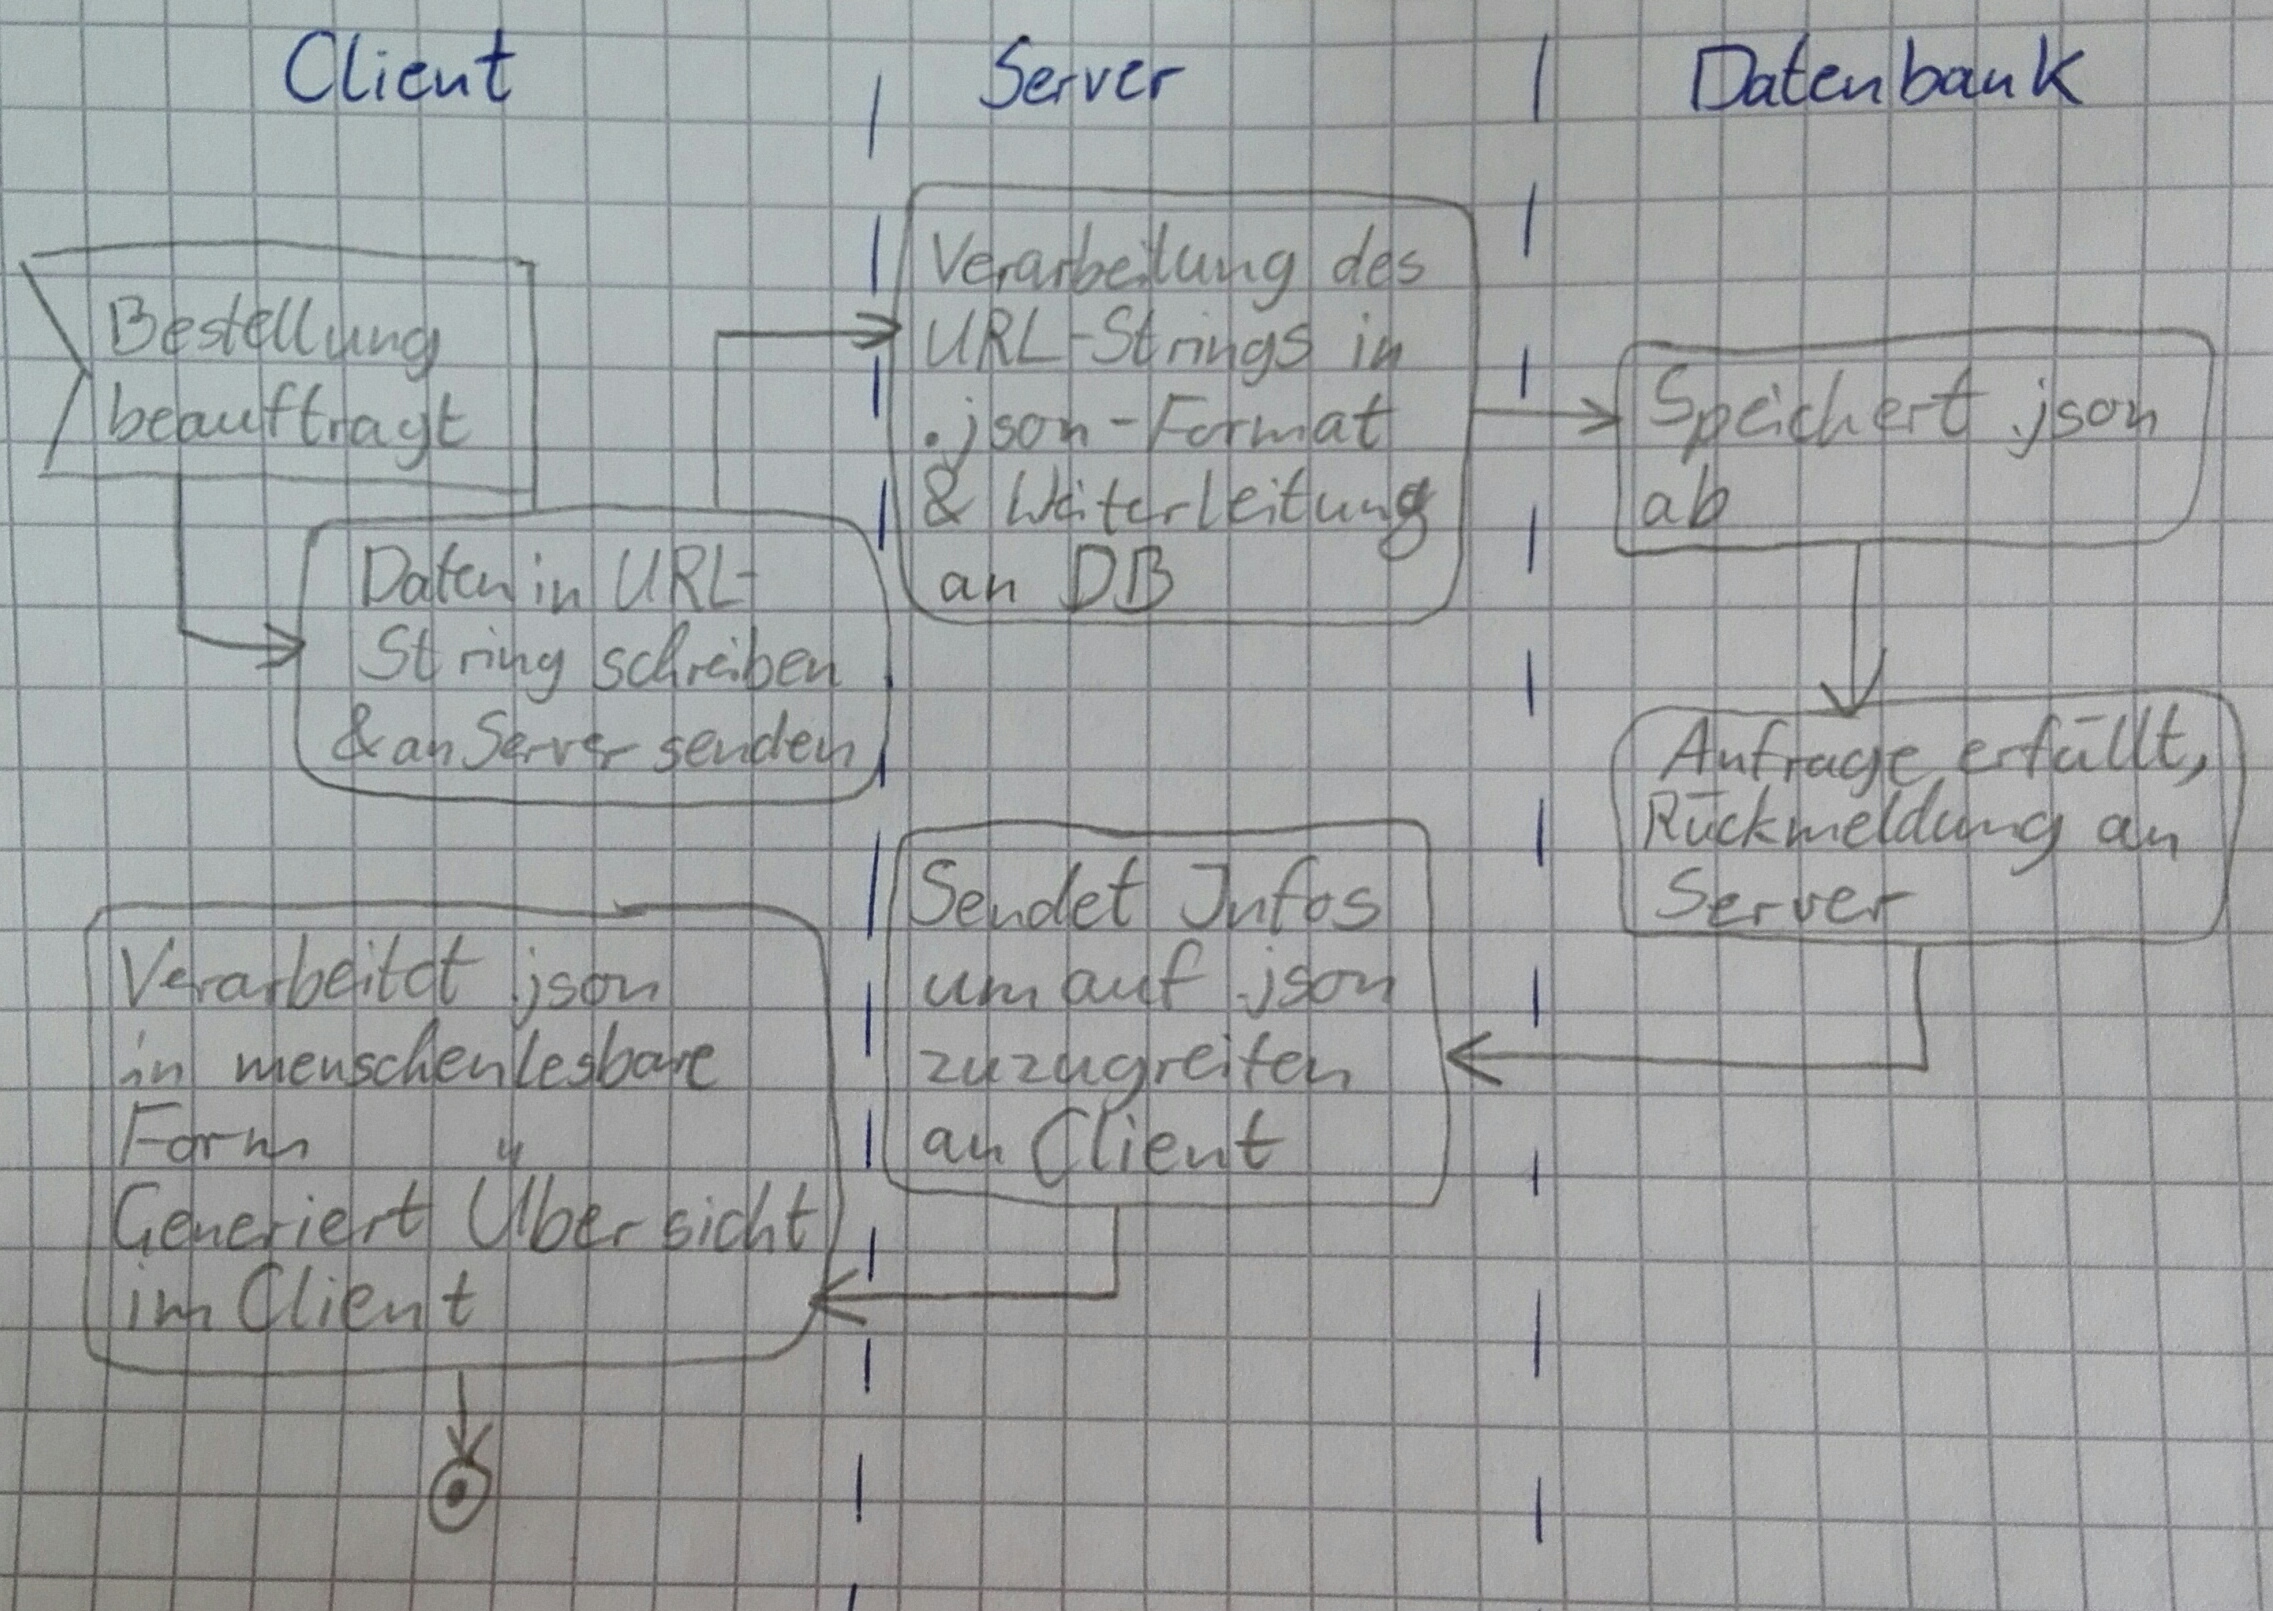 Client
Server
Datenbank
Bestellung
beauftragt
Daten in URL-
String schreiben
& an Server senden
Verarbeitung des
URL-Strings in
.json-Format
& Weiterleitung
an DB
Speichert .json
ab
Anfrage erfüllt,
Rückmeldung an
Server
Sendet Infos
um auf .json
zuzugreifen
an Client
Verarbeitet .json
in menschenlesbare
Form
Generiert Übersicht
im Client